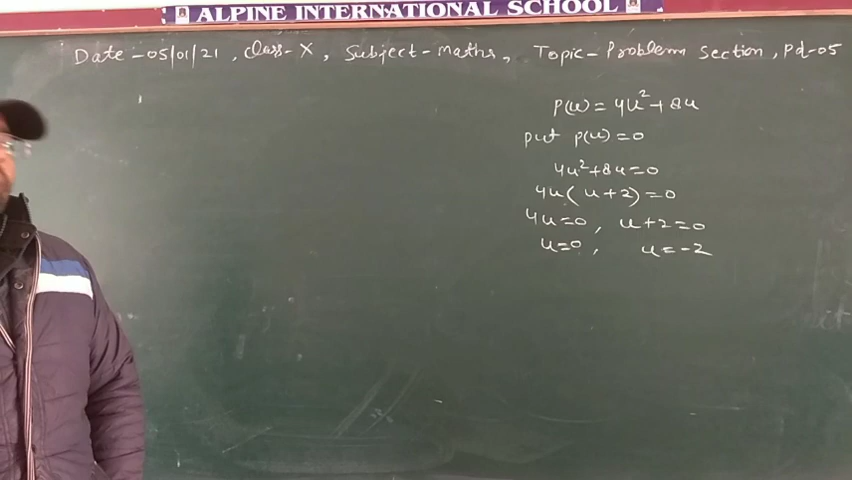 ALPINE INTERNATIONAL SCHOOL
Date - 05/01/21, Class- X, Subject - Maths, Topic - Problem Section, Pd-05
P(u) = 4u² + 8u
put p(u) = 0
4u² + 8u = 0
4u(u+2) = 0
4u=0, u+2=0
u=0, u=-2